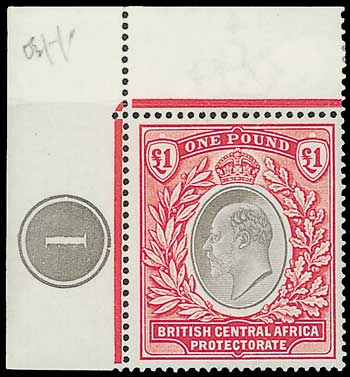 ONE POUND
£1 £1
1
BRITISH CENTRAL AFRICA
PROTECTORATE